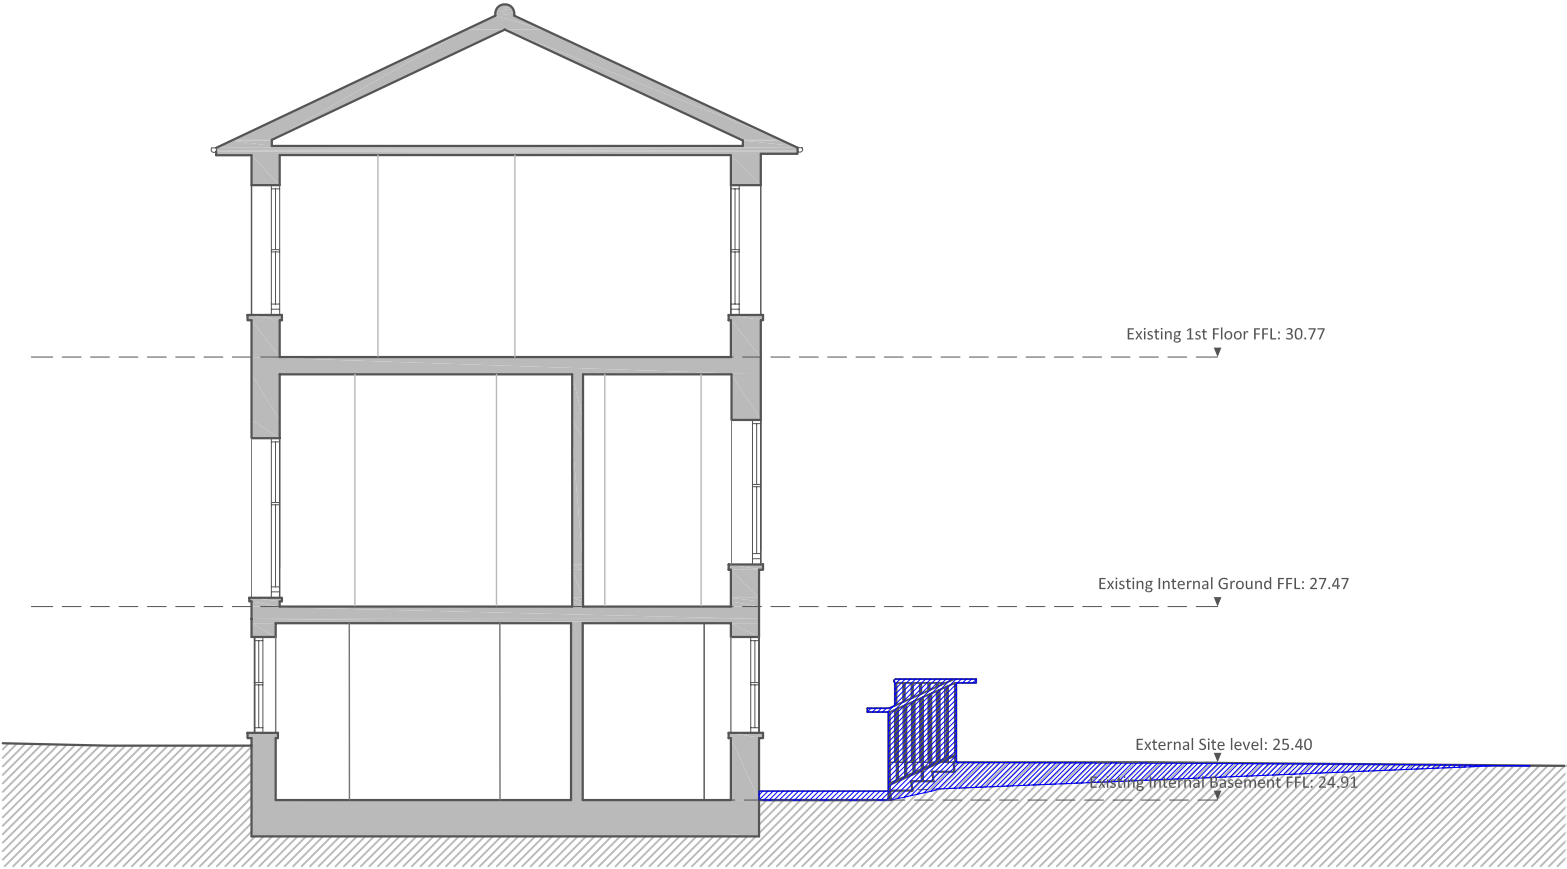 Existing 1st Floor FFL: 30.77
Existing Internal Ground FFL: 27.47
External Site level: 25.40
Existing Internal Basement FFL: 24.91